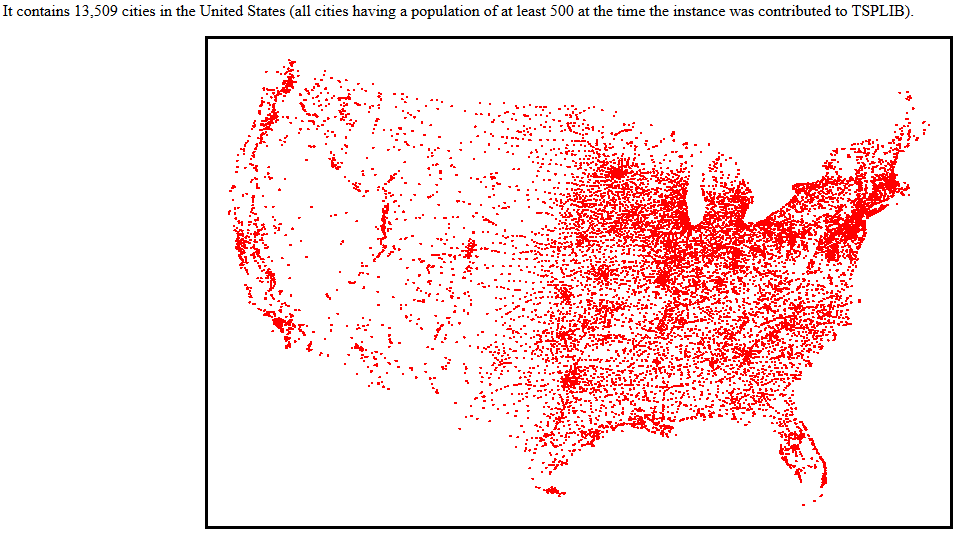 It contains 13,509 cities in the United States (all cities having a population of at least 500 at the time the instance was contributed to TSPLIB).